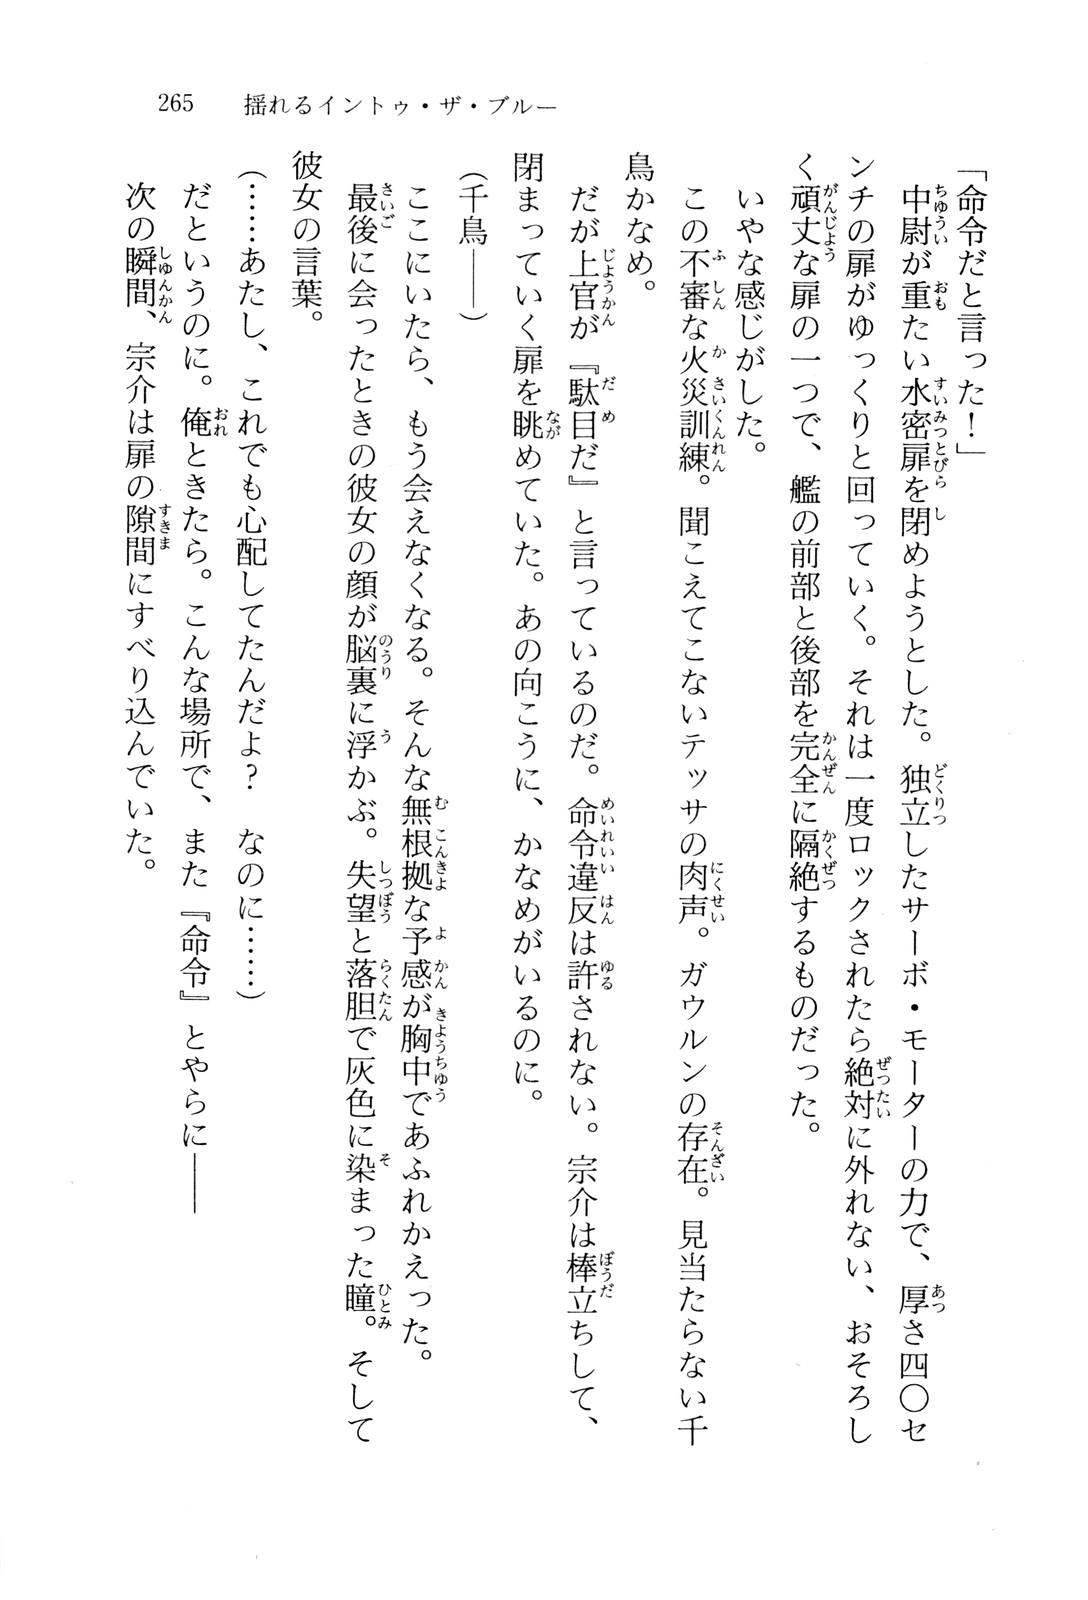 265　揺れるイントゥ・ザ・ブルー
「命令だと言った！」
　中尉が重たい水密扉を閉めようとした。独立したサーボ・モーターの力で、厚さ四〇セ
ンチの扉がゆっくりと回っていく。それは一度ロックされたら絶対に外れない、おそろし
く頑丈な扉の一つで、艦の前部と後部を完全に隔絶するものだった。
　いやな感じがした。
　この不審な火災訓練。聞こえてこないテッサの肉声。ガウルンの存在。見当たらない千
鳥かなめ。
　だが上官が『駄目だ』と言っているのだ。命令違反は許されない。宗介は棒立ちして、
閉まっていく扉を眺めていた。あの向こうに、かなめがいるのに。
（千鳥――）
　ここにいたら、もう会えなくなる。そんな無根拠な予感が胸中であふれかえった。
　最後に会ったときの彼女の顔が脳裏に浮かぶ。失望と落胆で灰色に染まった瞳。そして
彼女の言葉。
（……あたし、これでも心配してたんだよ？　なのに……）
　だというのに。俺ときたら。こんな場所で、また『命令』とやらに――
　次の瞬間、宗介は扉の隙間にすべり込んでいた。